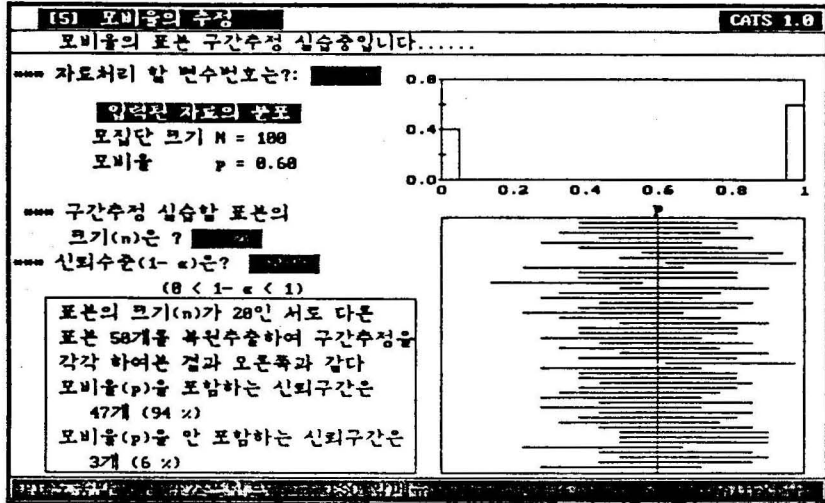 [5] 모비율의 추정
CATS 1.0
모비율의 표본 구간추정 실습중입니다......
*** 자료처리 할 변수번호는?:
입력된 자료의 분포
모집단 크기 N = 100
모비율 p = 0.60
0.8
0.4
0.0
0 0.2 0.4 0.6 0.8 1
P
*** 구간추정 실습할 표본의
크기(n)은 ?
*** 신뢰수준(1- α)은?
(0 < 1- α < 1)
표본의 크기(n)가 20인 서로 다른
표본 50개를 복원추출하여 구간추정을
각각 하여본 결과 오른쪽과 같다
모비율(p)을 포함하는 신뢰구간은
47개 (94 %)
모비율(p)을 안 포함하는 신뢰구간은
3개 (6 %)